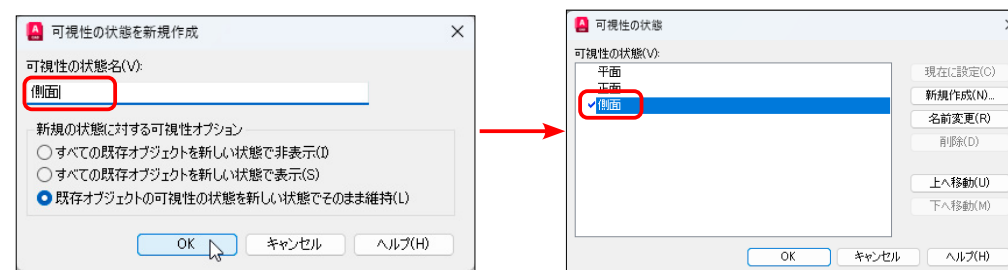 可視性の状態を新規作成
可視性の状態名(V):
側面
新規の状態に対する可視性オプション
すべての既存オブジェクトを新しい状態で非表示(I)
すべての既存オブジェクトを新しい状態で表示(S)
既存オブジェクトの可視性の状態を新しい状態でそのまま維持(L)
OK
キャンセル
ヘルプ(H)
可視性の状態
可視性の状態(V):
平面
正面
側面
現在に設定(C)
新規作成(N)...
名前変更(R)
削除(D)
上へ移動(U)
下へ移動(M)
OK
キャンセル
ヘルプ(H)